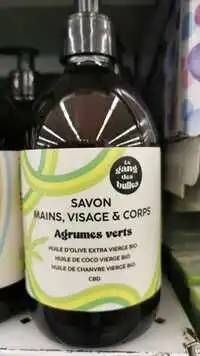 Le
gang
des
bulles
SAVON
MAINS, VISAGE & CORPS
Agrumes verts
HUILE D'OLIVE EXTRA VIERGE BIO
HUILE DE COCO VIERGE BIO
HUILE DE CHANVRE VIERGE BIO
CBD